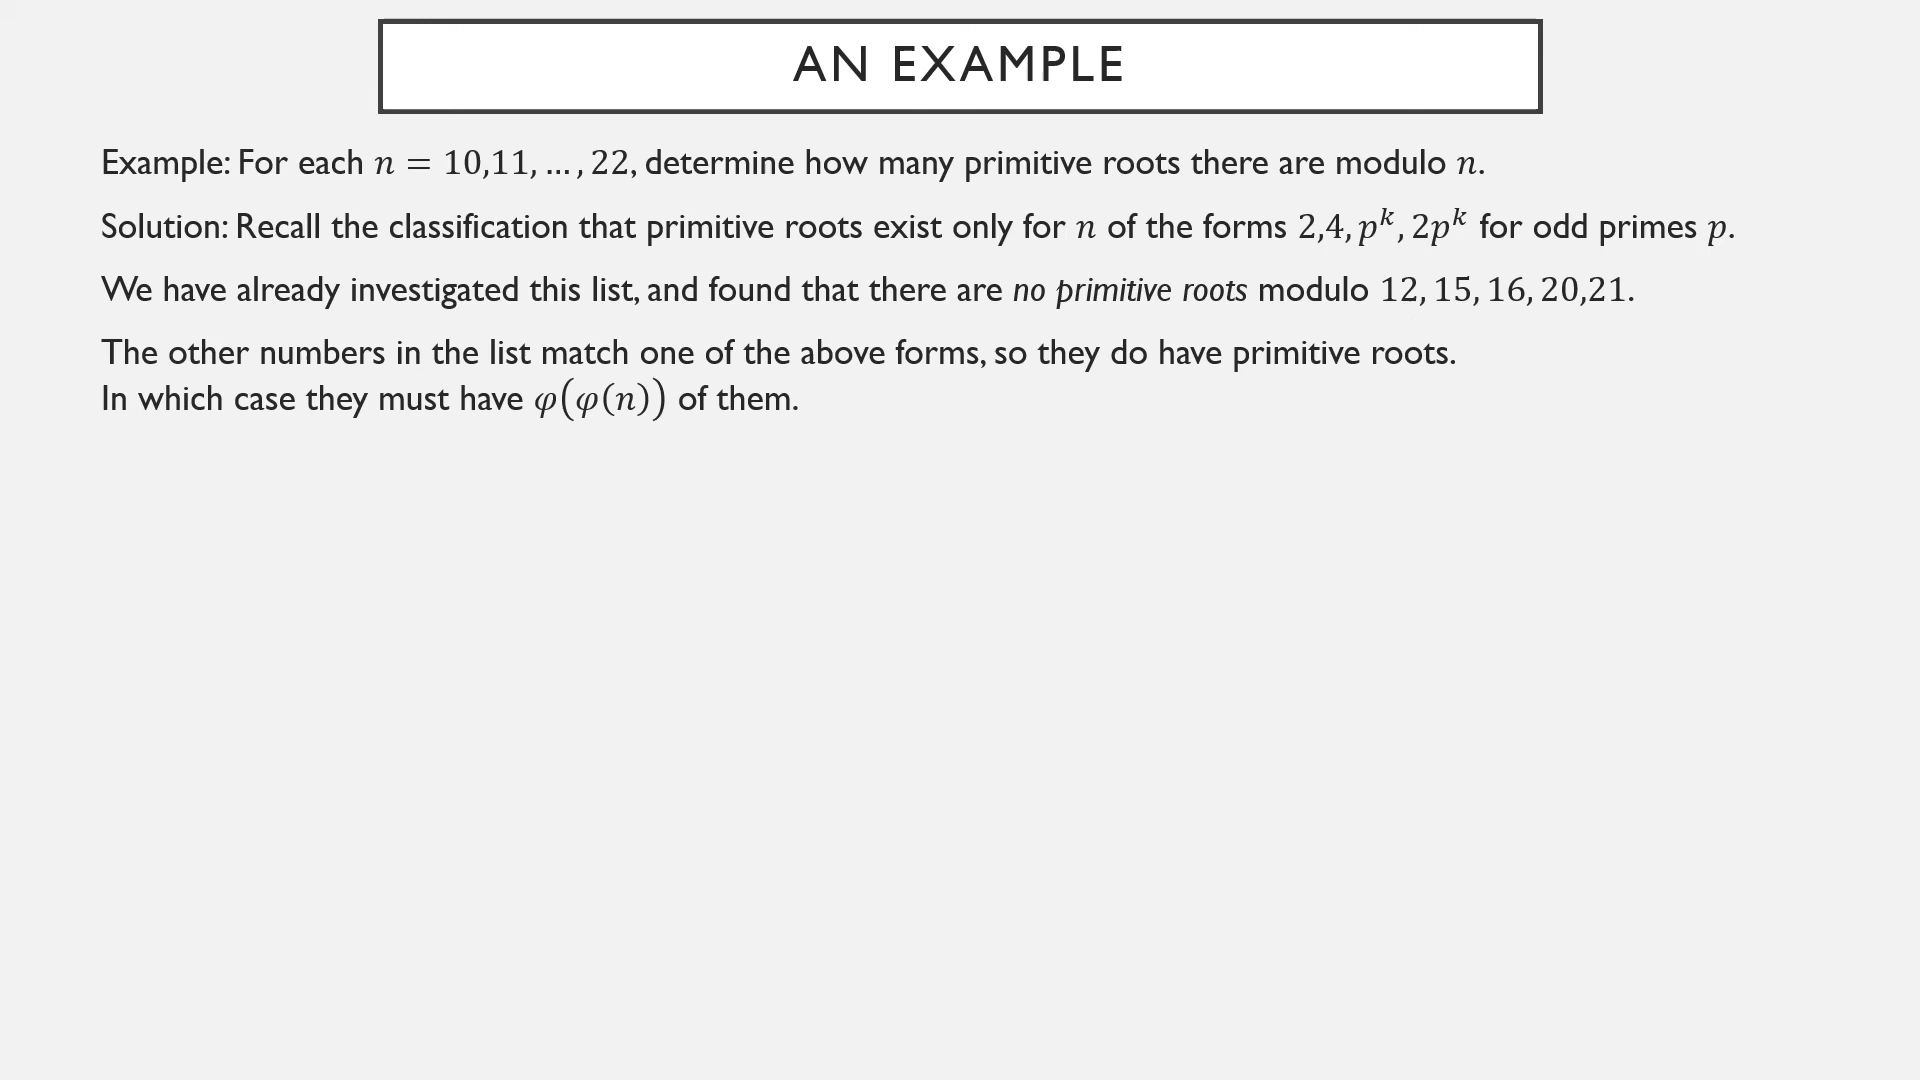 AN EXAMPLE
Example: For each n = 10,11, … , 22, determine how many primitive roots there are modulo n.
Solution: Recall the classification that primitive roots exist only for n of the forms 2,4, p^k, 2p^k for odd primes p.
We have already investigated this list, and found that there are no primitive roots modulo 12, 15, 16, 20,21.
The other numbers in the list match one of the above forms, so they do have primitive roots.
In which case they must have φ(φ(n)) of them.